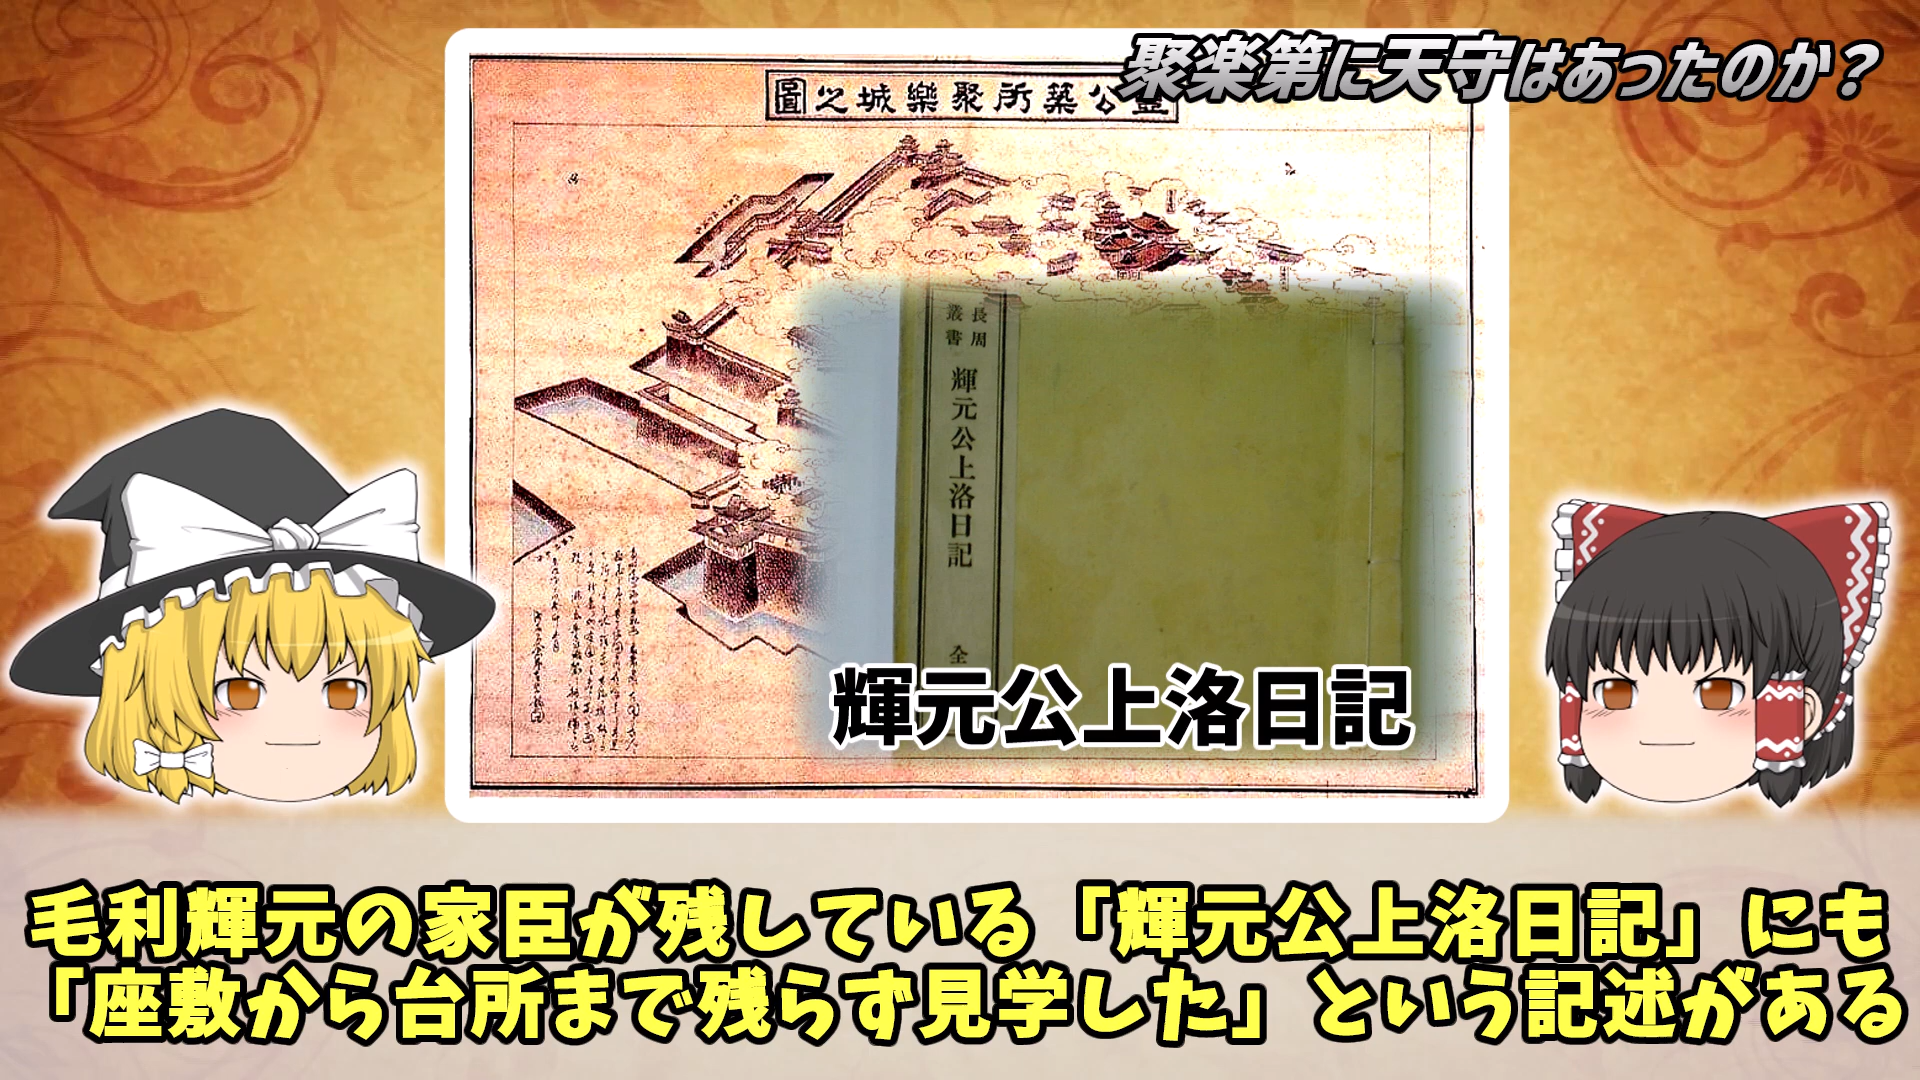 聚楽第に天守はあったのか？
豊公築所聚樂城之圖
長周
叢書
輝元公上洛日記
全
輝元公上洛日記
毛利輝元の家臣が残している「輝元公上洛日記」にも
「座敷から台所まで残らず見学した」という記述がある